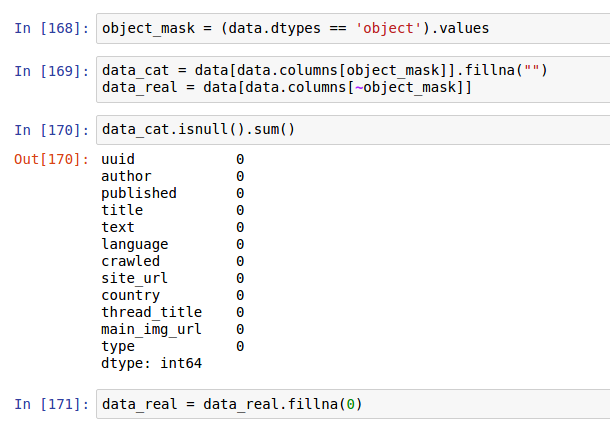 In [168]: object_mask = (data.dtypes == 'object').values
In [169]: data_cat = data[data.columns[object_mask]].fillna("")
data_real = data[data.columns[~object_mask]]
In [170]: data_cat.isnull().sum()
Out[170]: uuid 0
author 0
published 0
title 0
text 0
language 0
crawled 0
site_url 0
country 0
thread_title 0
main_img_url 0
type 0
dtype: int64
In [171]: data_real = data_real.fillna(0)